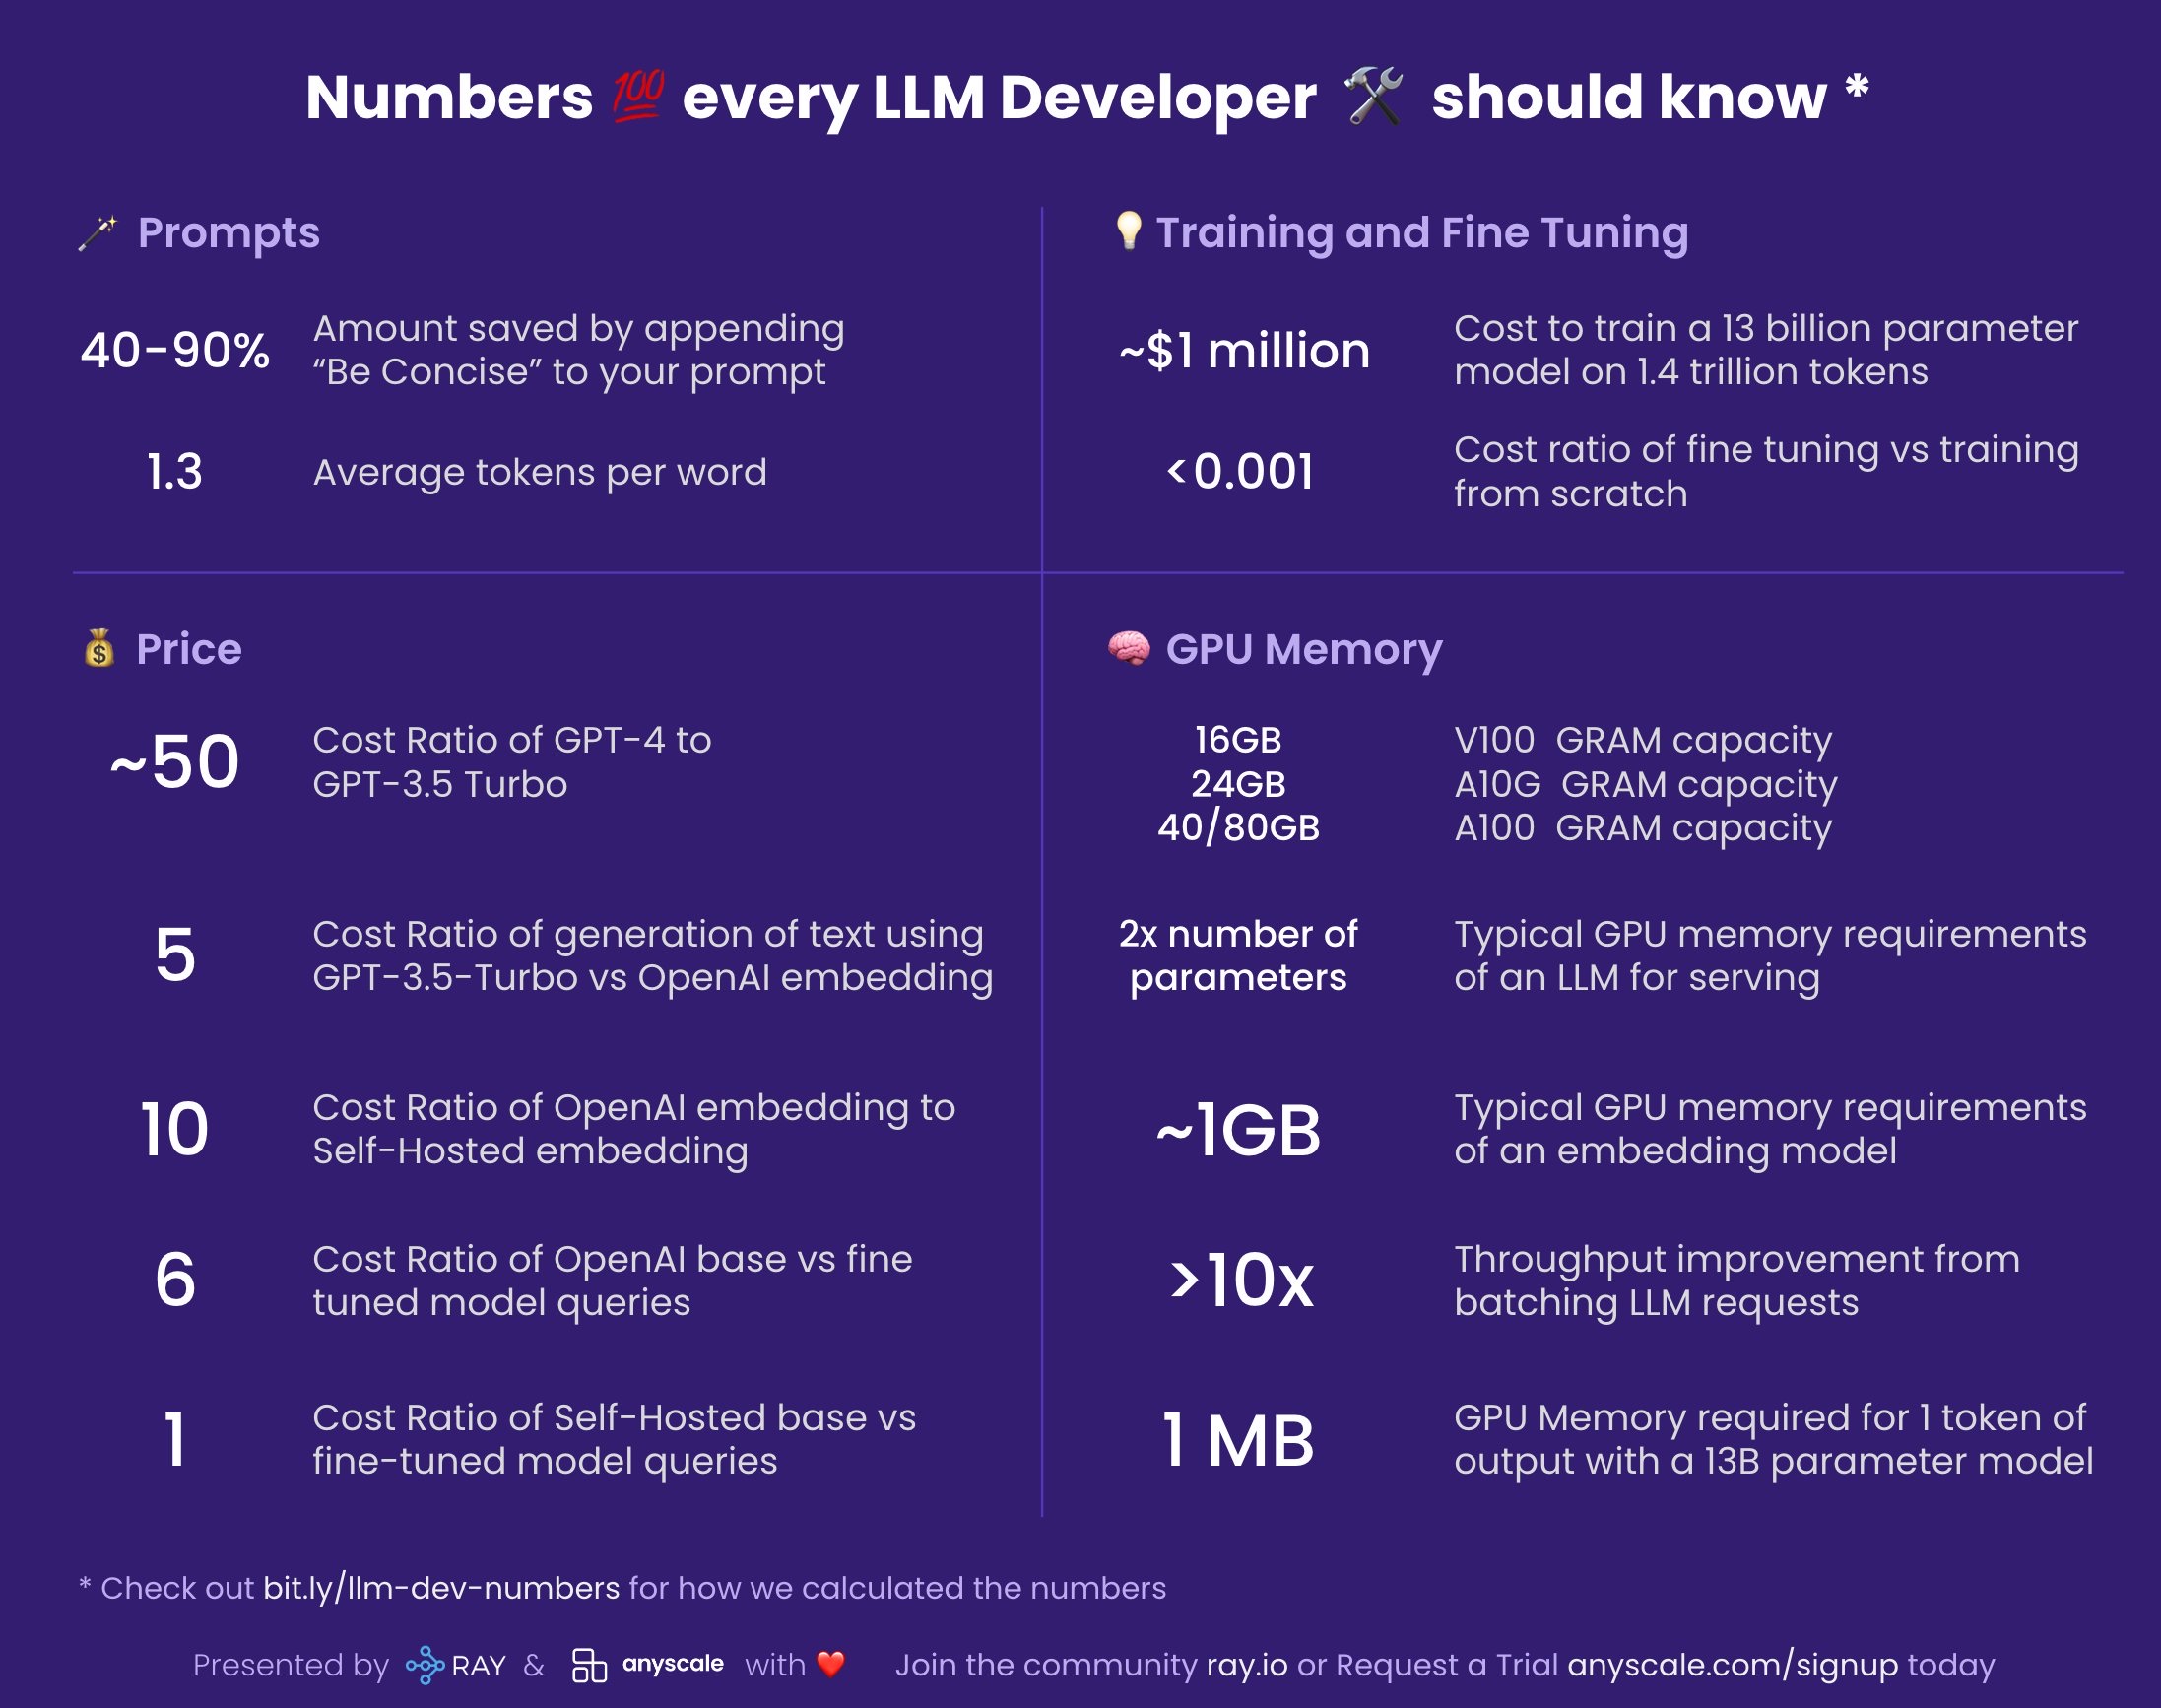 Numbers 💯 every LLM Developer 🛠️ should know *
🪄 Prompts
40-90%
Amount saved by appending
“Be Concise” to your prompt
1.3
Average tokens per word
💡 Training and Fine Tuning
~$1 million
Cost to train a 13 billion parameter
model on 1.4 trillion tokens
<0.001
Cost ratio of fine tuning vs training
from scratch
💰 Price
~50
Cost Ratio of GPT-4 to
GPT-3.5 Turbo
5
Cost Ratio of generation of text using
GPT-3.5-Turbo vs OpenAI embedding
10
Cost Ratio of OpenAI embedding to
Self-Hosted embedding
6
Cost Ratio of OpenAI base vs fine
tuned model queries
1
Cost Ratio of Self-Hosted base vs
fine-tuned model queries
🧠 GPU Memory
16GB V100 GRAM capacity
24GB A10G GRAM capacity
40/80GB A100 GRAM capacity
2x number of
parameters
Typical GPU memory requirements
of an LLM for serving
~1GB
Typical GPU memory requirements
of an embedding model
>10x
Throughput improvement from
batching LLM requests
1 MB
GPU Memory required for 1 token of
output with a 13B parameter model
* Check out bit.ly/llm-dev-numbers for how we calculated the numbers
Presented by RAY & anyscale with ❤️ Join the community ray.io or Request a Trial anyscale.com/signup today